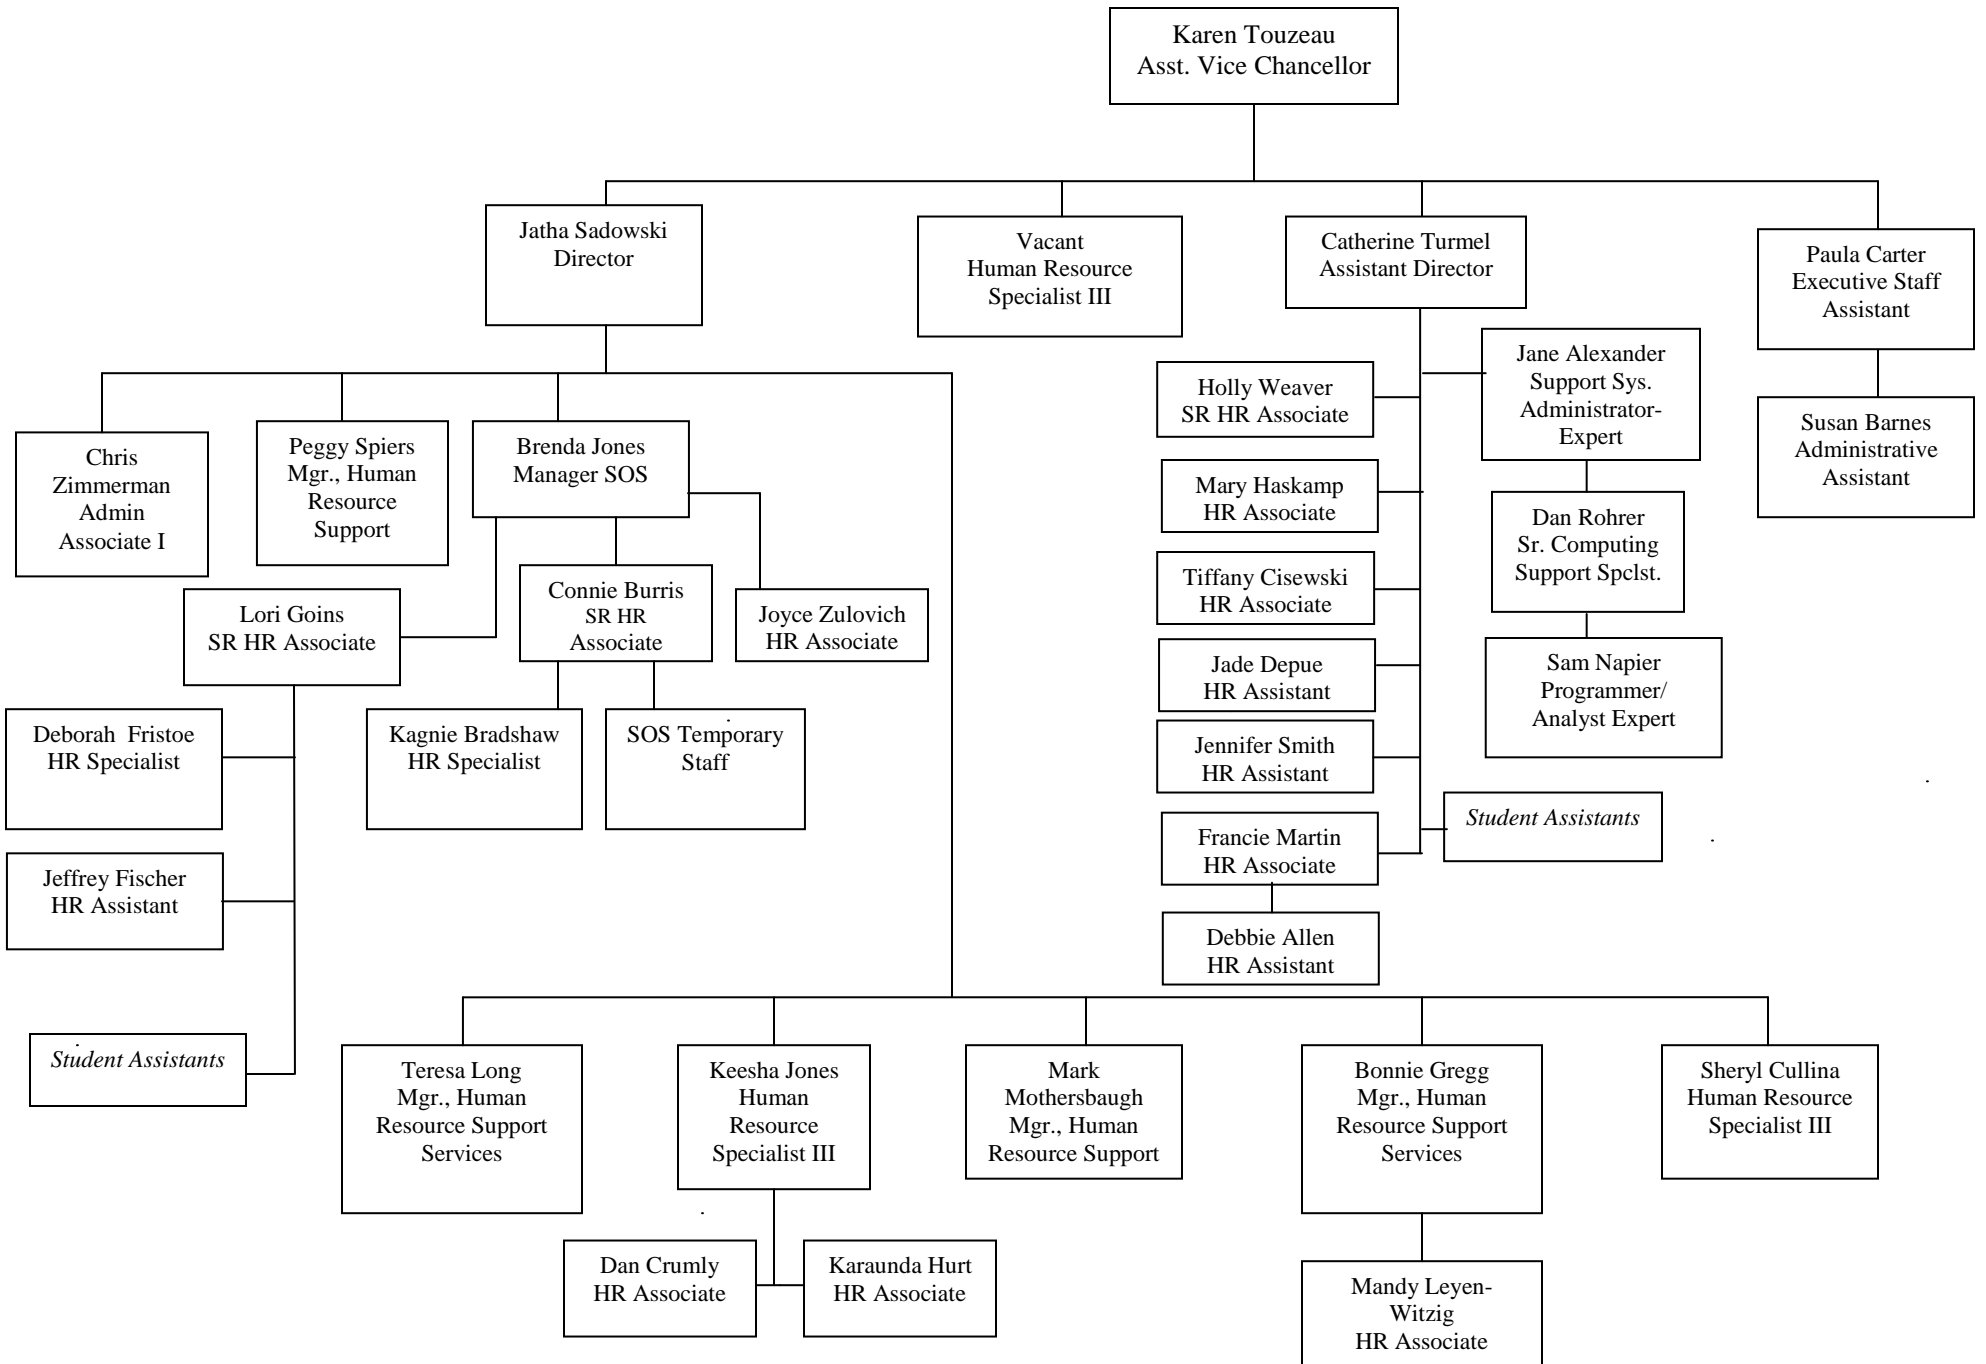 Karen Touzeau
Asst. Vice Chancellor
Jatha Sadowski
Director
Vacant
Human Resource
Specialist III
Catherine Turmel
Assistant Director
Paula Carter
Executive Staff
Assistant
Susan Barnes
Administrative
Assistant
Jane Alexander
Support Sys.
Administrator-
Expert
Dan Rohrer
Sr. Computing
Support Spclst.
Sam Napier
Programmer/
Analyst Expert
Holly Weaver
SR HR Associate
Mary Haskamp
HR Associate
Tiffany Cisewski
HR Associate
Jade Depue
HR Assistant
Jennifer Smith
HR Assistant
Francie Martin
HR Associate
Student Assistants
Debbie Allen
HR Assistant
Chris
Zimmerman
Admin
Associate I
Peggy Spiers
Mgr., Human
Resource
Support
Brenda Jones
Manager SOS
Lori Goins
SR HR Associate
Connie Burris
SR HR
Associate
Joyce Zulovich
HR Associate
Deborah  Fristoe
HR Specialist
Kagnie Bradshaw
HR Specialist
SOS Temporary
Staff
Jeffrey Fischer
HR Assistant
Student Assistants
Teresa Long
Mgr., Human
Resource Support
Services
Keesha Jones
Human
Resource
Specialist III
Mark
Mothersbaugh
Mgr., Human
Resource Support
Bonnie Gregg
Mgr., Human
Resource Support
Services
Sheryl Cullina
Human Resource
Specialist III
Dan Crumly
HR Associate
Karaunda Hurt
HR Associate
Mandy Leyen-
Witzig
HR Associate